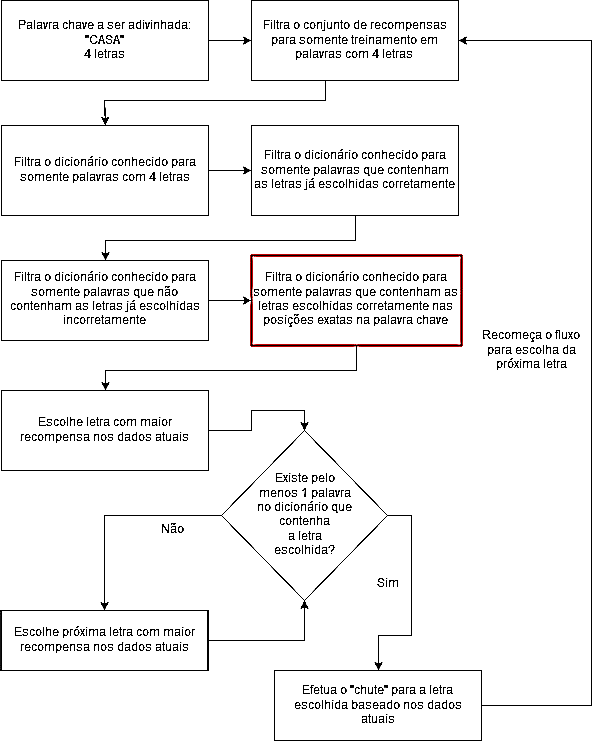 Palavra chave a ser adivinhada:
"CASA"
4 letras
Filtra o conjunto de recompensas
para somente treinamento em
palavras com 4 letras
Filtra o dicionário conhecido para
somente palavras com 4 letras
Filtra o dicionário conhecido para
somente palavras que contenham
as letras já escolhidas corretamente
Filtra o dicionário conhecido para
somente palavras que não
contenham as letras já escolhidas
incorretamente
Filtra o dicionário conhecido para
somente palavras que contenham as
letras escolhidas corretamente nas
posições exatas na palavra chave
Recomeça o fluxo
para escolha da
próxima letra
Escolhe letra com maior
recompensa nos dados atuais
Existe pelo
menos 1 palavra
no dicionário que
contenha
a letra
escolhida?
Não
Sim
Escolhe próxima letra com maior
recompensa nos dados atuais
Efetua o "chute" para a letra
escolhida baseado nos dados
atuais